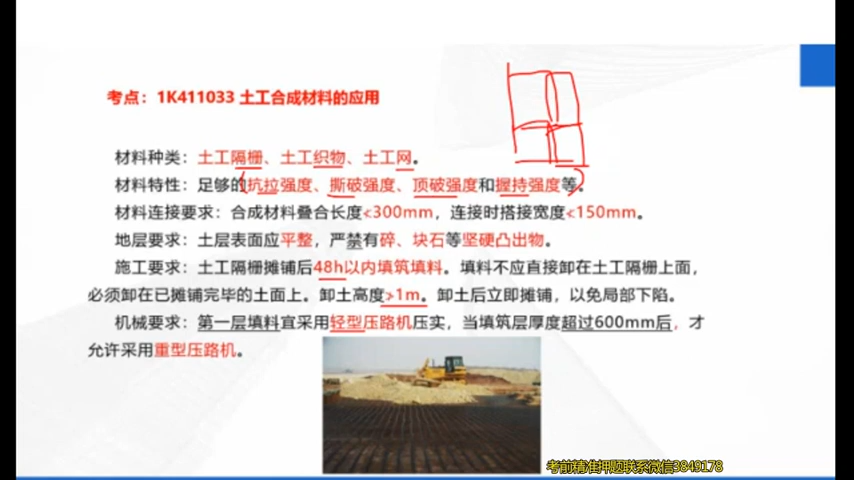 考点：1K411033 土工合成材料的应用
材料种类：土工隔栅、土工织物、土工网。
材料特性：足够的抗拉强度、撕破强度、顶破强度和握持强度等。
材料连接要求：合成材料叠合长度≮300mm，连接时搭接宽度≮150mm。
地层要求：土层表面应平整，严禁有碎、块石等坚硬凸出物。
施工要求：土工隔栅摊铺后48h以内填筑填料。填料不应直接卸在土工隔栅上面，
必须卸在已摊铺完毕的土面上。卸土高度≯1m。卸土后立即摊铺，以免局部下陷。
机械要求：第一层填料宜采用轻型压路机压实，当填筑层厚度超过600mm后，才
允许采用重型压路机。
考前精准押题联系微信3849178